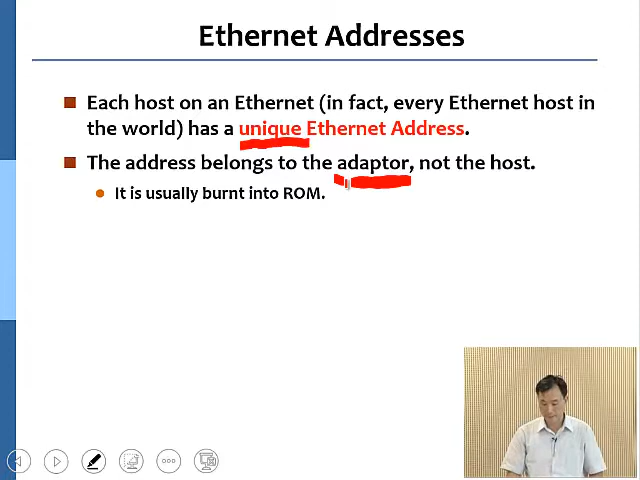 Ethernet Addresses
Each host on an Ethernet (in fact, every Ethernet host in
the world) has a unique Ethernet Address.
The address belongs to the adaptor, not the host.
It is usually burnt into ROM.